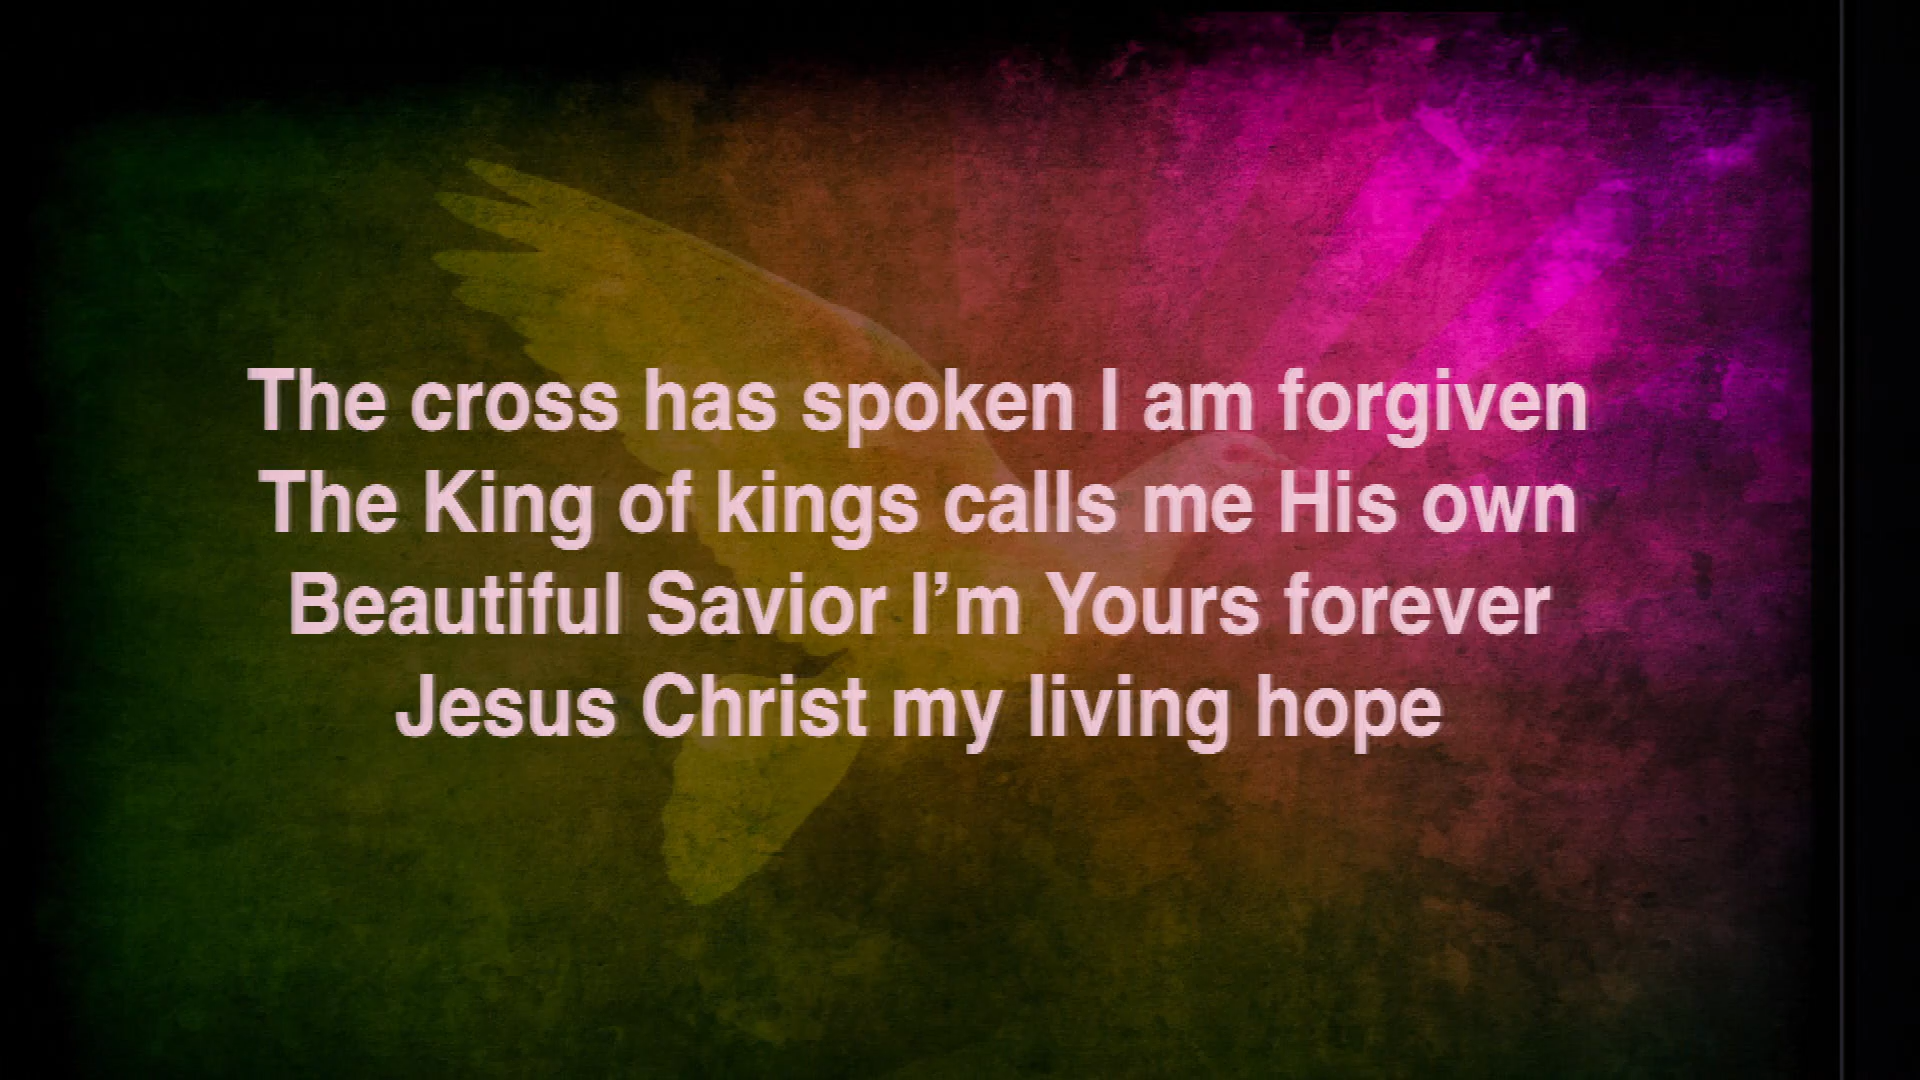 The cross has spoken I am forgiven
The King of kings calls me His own
Beautiful Savior I’m Yours forever
Jesus Christ my living hope